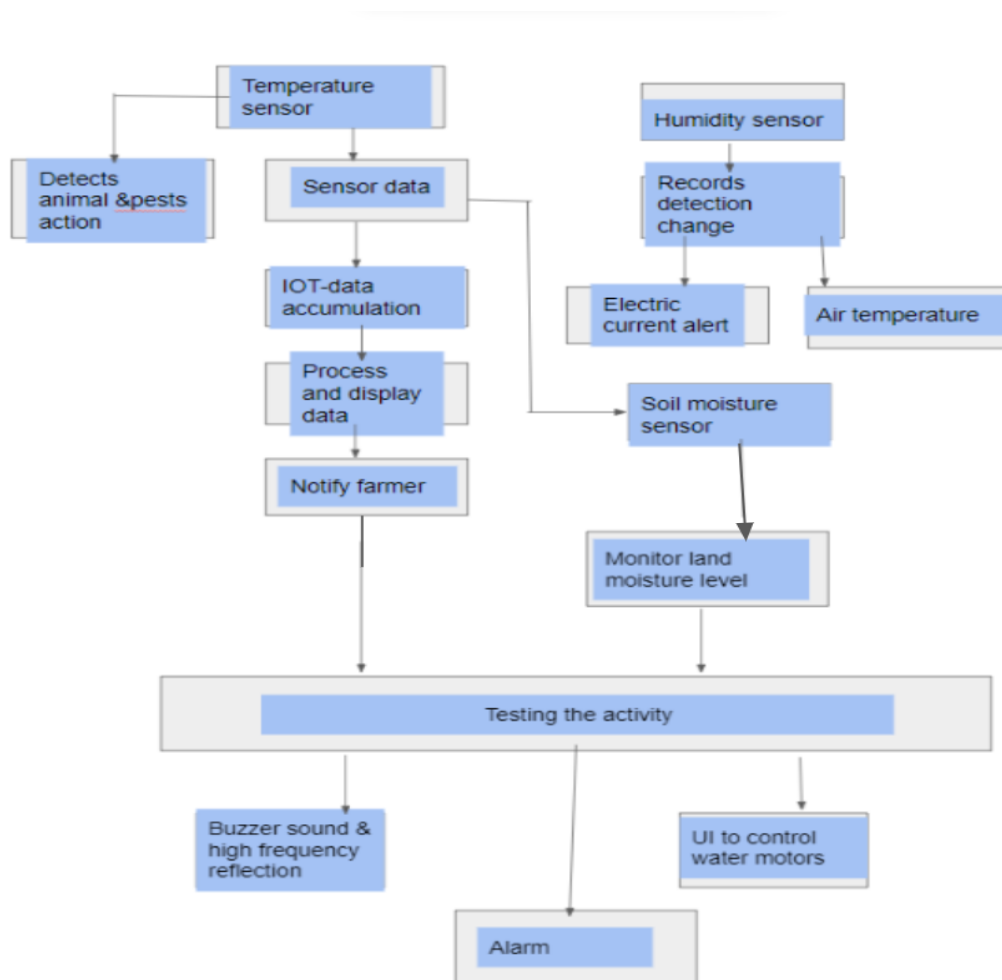 Temperature
sensor
Humidity sensor
Detects
animal &pests
action
Sensor data
Records
detection
change
IOT-data
accumulation
Electric
current alert
Air temperature
Process
and display
data
Soil moisture
sensor
Notify farmer
Monitor land
moisture level
Testing the activity
Buzzer sound &
high frequency
reflection
UI to control
water motors
Alarm